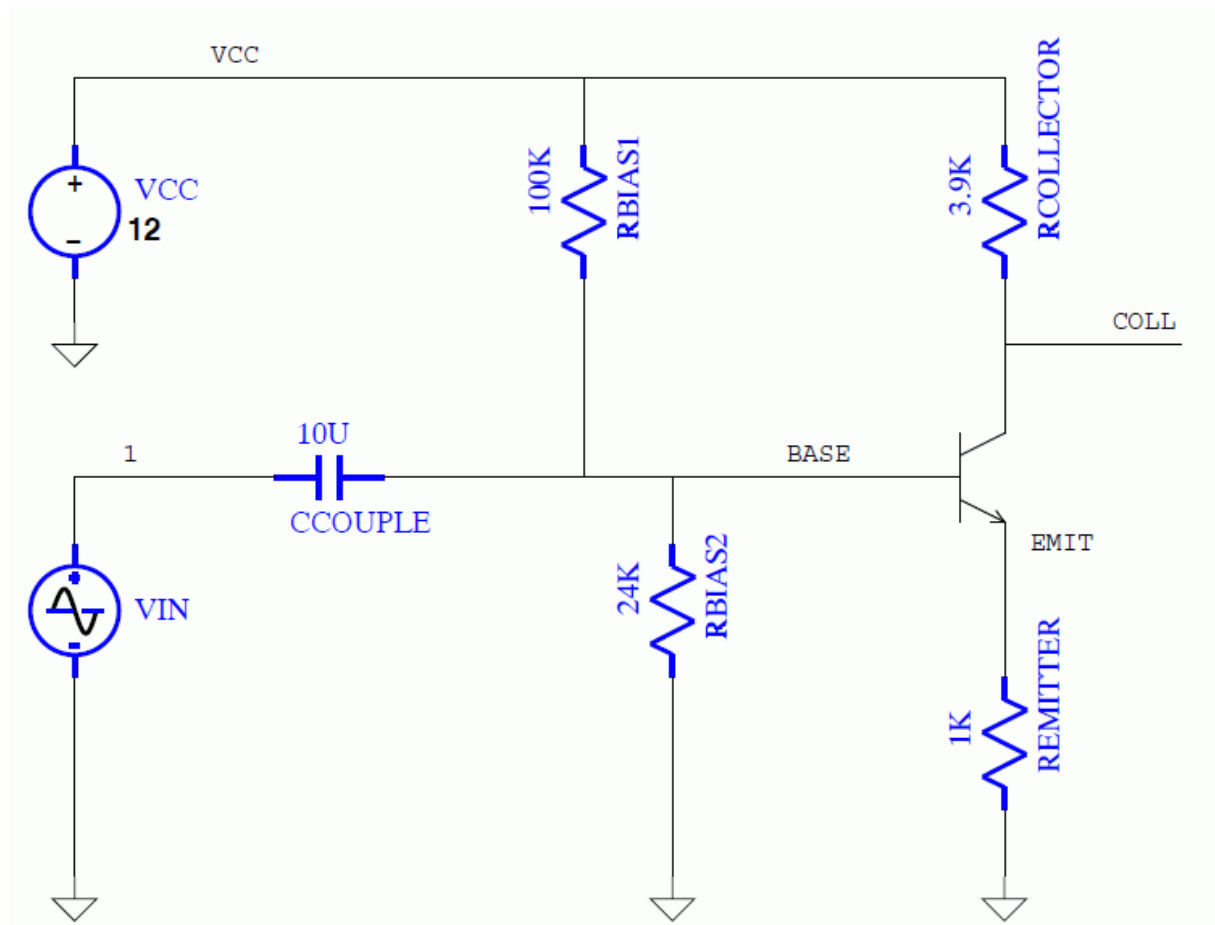 VCC
+
VCC
12
−
100K
RBIAS1
3.9K
RCOLLECTOR
COLL
1
10U
CCOUPLE
BASE
EMIT
VIN
24K
RBIAS2
1K
REMITTER